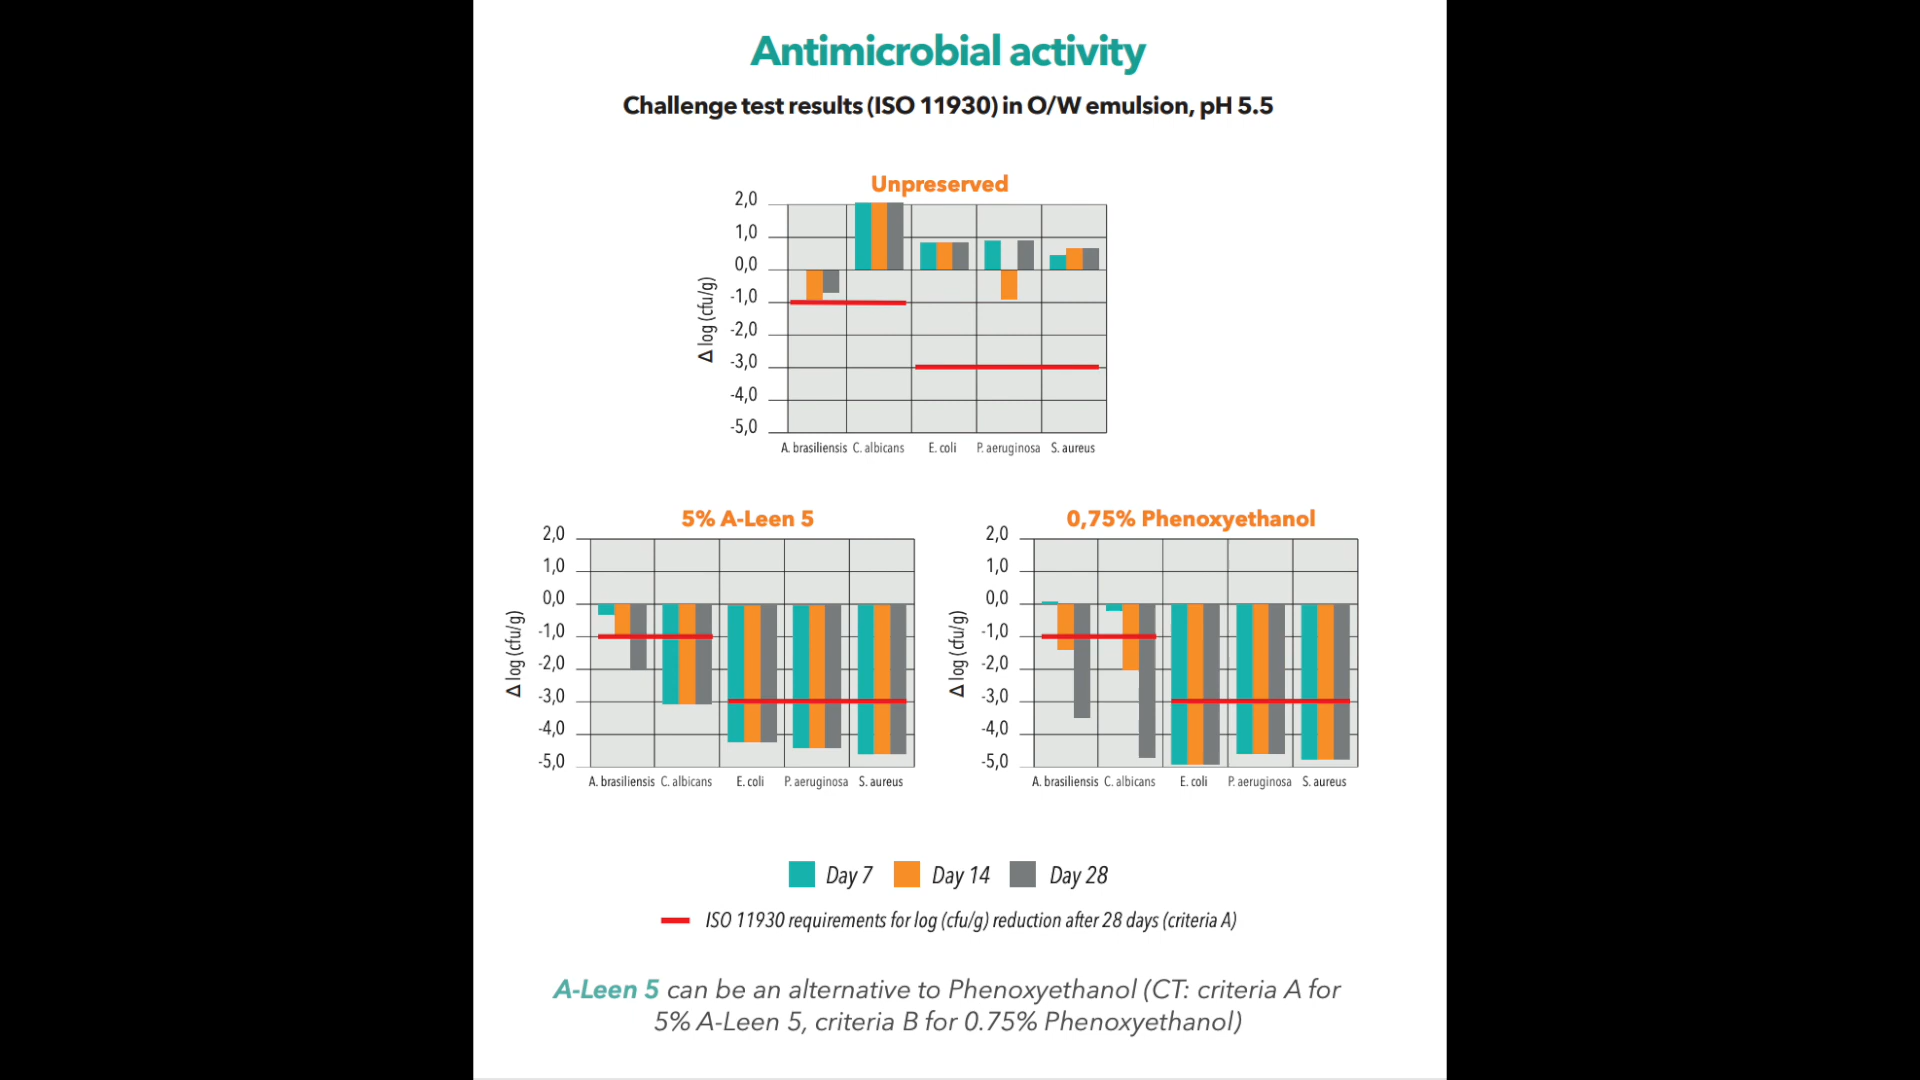 Antimicrobial activity
Challenge test results (ISO 11930) in O/W emulsion, pH 5.5
Unpreserved
2,0
1,0
0,0
-1,0
-2,0
-3,0
-4,0
-5,0
Δ log (cfu/g)
A. brasiliensis C. albicans E. coli P. aeruginosa S. aureus
5% A-Leen 5
2,0
1,0
0,0
-1,0
-2,0
-3,0
-4,0
-5,0
Δ log (cfu/g)
A. brasiliensis C. albicans E. coli P. aeruginosa S. aureus
0,75% Phenoxyethanol
2,0
1,0
0,0
-1,0
-2,0
-3,0
-4,0
-5,0
Δ log (cfu/g)
A. brasiliensis C. albicans E. coli P. aeruginosa S. aureus
Day 7 Day 14 Day 28
ISO 11930 requirements for log (cfu/g) reduction after 28 days (criteria A)
A-Leen 5 can be an alternative to Phenoxyethanol (CT: criteria A for
5% A-Leen 5, criteria B for 0.75% Phenoxyethanol)